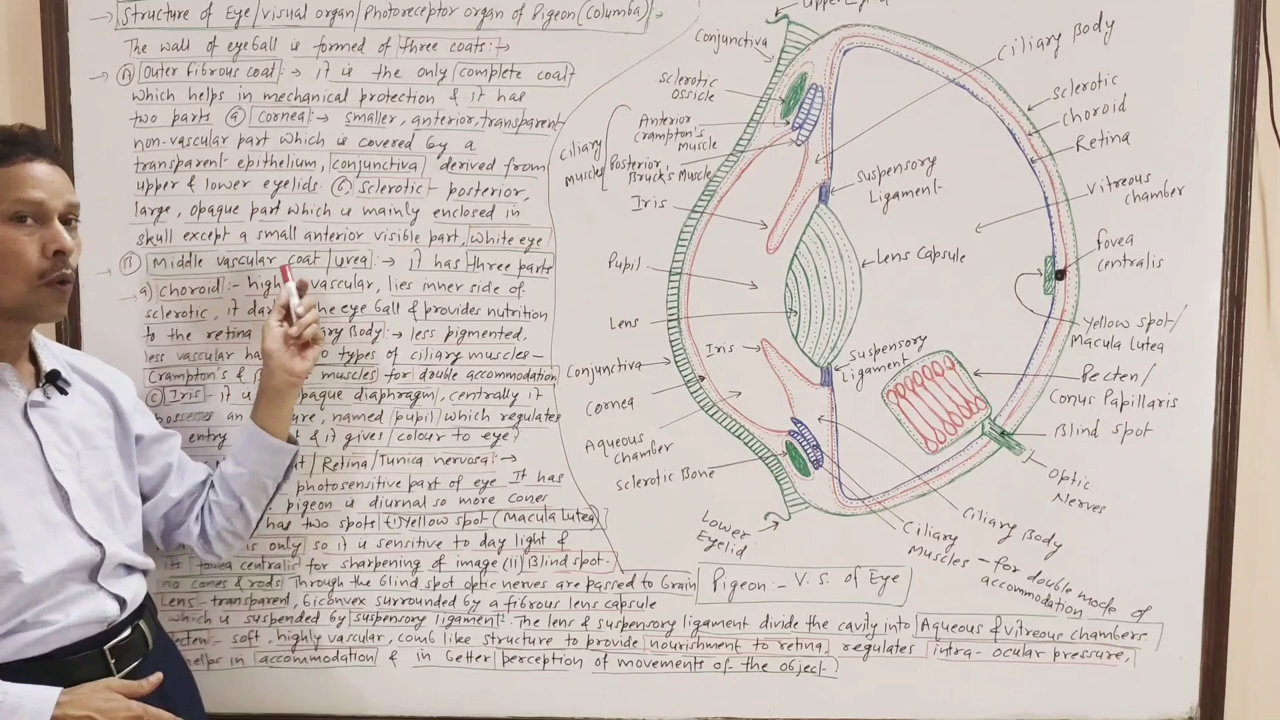 Structure of Eye/visual organ/Photoreceptor organ of Pigeon (Columba)
The wall of eyeball is formed of three coats:→
(A) Outer Fibrous coat:→ it is the only complete coat
which helps in mechanical protection & it has
two parts (a) Cornea:→ smaller, anterior, transparent
non-vascular part which is covered by a
transparent epithelium, conjunctiva derived from
upper & lower eyelids. sclerotic - posterior,
large, opaque part which is mainly enclosed in
skull except a small anterior visible part, white eye
(B) Middle vascular coat/uvea:→ it has three parts
a) choroid:- vascular, lies inner side of
sclerotic, it eye ball & provides nutrition
to the retina Body:→ less pigmented,
less vascular types of ciliary muscles—
Crampton's & muscles for double accommodation
(c) Iris:- it opaque diaphragm, centrally it
named pupil which regulates
entry & it gives colour to eye
/Retina/Tunica nervosa:→
photosensitive part of eye It has
pigeon is diurnal so more cones
has two spots (i) Yellow spot (Macula Lutea)
only so it is sensitive to day light &
centralis for sharpening of image (ii) Blind spot-
no cones & rods Through the blind spot optic nerves are passed to brain
Lens- transparent, biconvex surrounded by a fibrous lens capsule
which is suspended by suspensory ligament. The lens & suspensory ligament divide the cavity into Aqueous & vitreous chambers
soft, highly vascular, comb like structure to provide nourishment to retina, regulates intra-ocular pressure,
helps in accommodation & in better perception of movements of the object
Conjunctiva
Sclerotic
ossicle
Anterior
Crampton's
Muscle
Ciliary
Muscles
Posterior
Bruck's Muscle
Iris
Pupil
Lens
Iris
Conjunctiva
Cornea
Aqueous
chamber
sclerotic Bone
Lower
Eyelid
Ciliary Body
sclerotic
choroid
Retina
Suspensory
Ligament
Vitreous
chamber
Lens Capsule
Fovea
centralis
Yellow spot/
Macula Lutea
Suspensory
Ligament
Pecten/
Conus Papillaris
Blind spot
Optic
Nerves
Ciliary Body
Ciliary
Muscles - for double mode of
accommodation
Pigeon:- V.S. of Eye